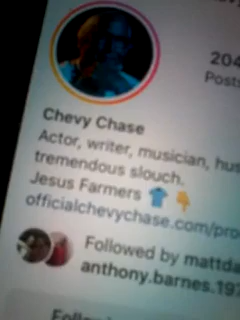 204
Posts
Chevy Chase
Actor, writer, musician, hus
tremendous slouch.
Jesus Farmers 👕 👇
officialchevychase.com/pro
Followed by mattda
anthony.barnes.19